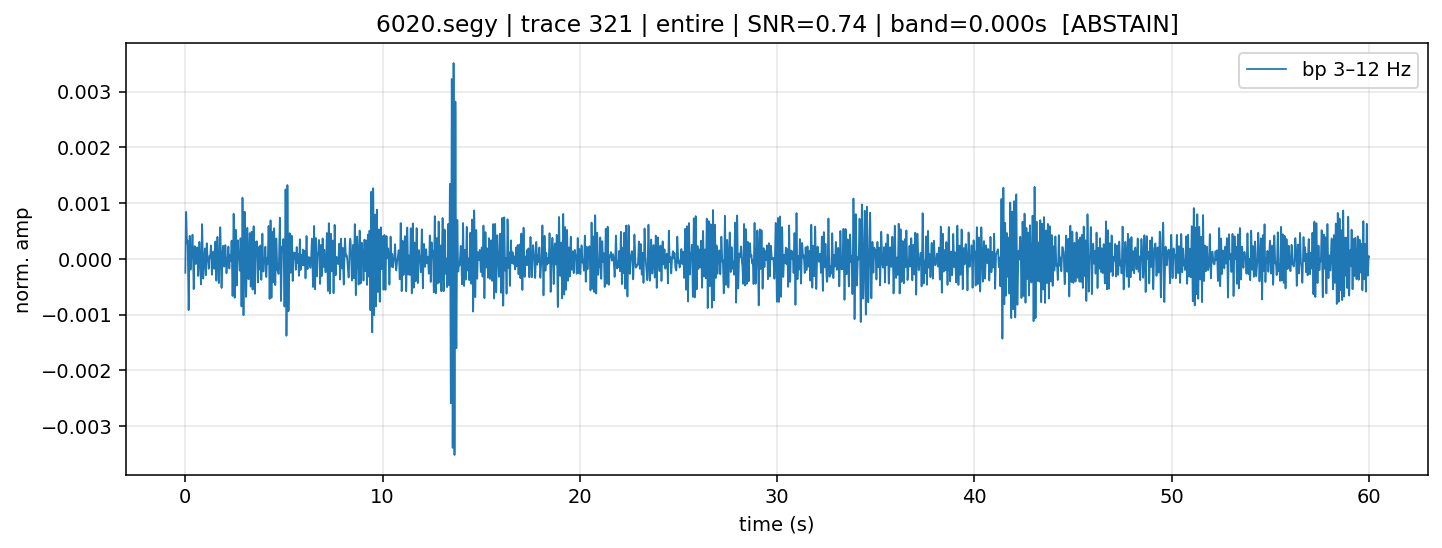 6020.segy | trace 321 | entire | SNR=0.74 | band=0.000s [ABSTAIN]
bp 3–12 Hz
norm. amp
0.003
0.002
0.001
0.000
−0.001
−0.002
−0.003
0 10 20 30 40 50 60
time (s)